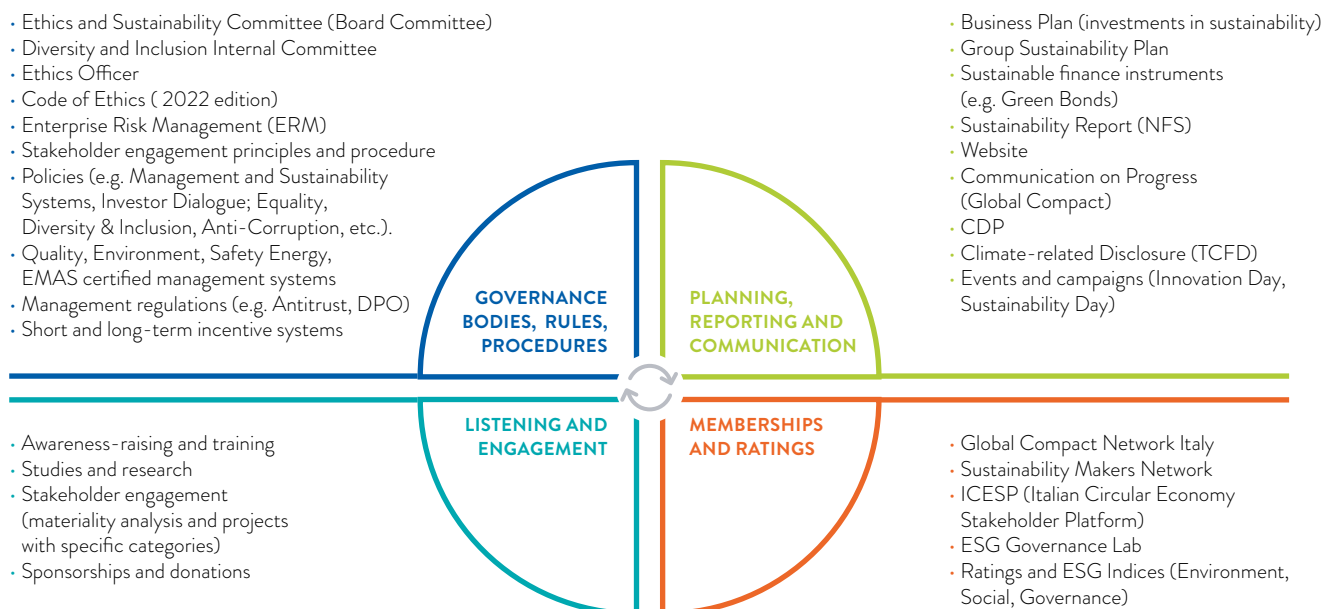 · Ethics and Sustainability Committee (Board Committee)
· Diversity and Inclusion Internal Committee
· Ethics Officer
· Code of Ethics ( 2022 edition)
· Enterprise Risk Management (ERM)
· Stakeholder engagement principles and procedure
· Policies (e.g. Management and Sustainability
Systems, Investor Dialogue; Equality,
Diversity & Inclusion, Anti-Corruption, etc.).
· Quality, Environment, Safety Energy,
EMAS certified management systems
· Management regulations (e.g. Antitrust, DPO)
· Short and long-term incentive systems
GOVERNANCE
BODIES, RULES,
PROCEDURES
· Business Plan (investments in sustainability)
· Group Sustainability Plan
· Sustainable finance instruments
(e.g. Green Bonds)
· Sustainability Report (NFS)
· Website
· Communication on Progress
(Global Compact)
· CDP
· Climate-related Disclosure (TCFD)
· Events and campaigns (Innovation Day,
Sustainability Day)
PLANNING,
REPORTING AND
COMMUNICATION
LISTENING AND
ENGAGEMENT
· Awareness-raising and training
· Studies and research
· Stakeholder engagement
(materiality analysis and projects
with specific categories)
· Sponsorships and donations
MEMBERSHIPS
AND RATINGS
· Global Compact Network Italy
· Sustainability Makers Network
· ICESP (Italian Circular Economy
Stakeholder Platform)
· ESG Governance Lab
· Ratings and ESG Indices (Environment,
Social, Governance)